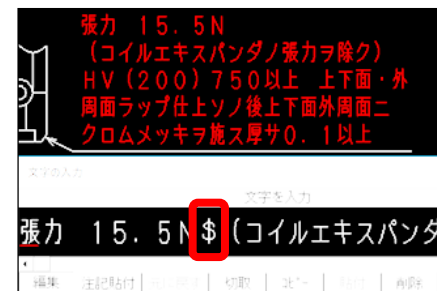 張力　１５．５Ｎ
（コイルエキスパンダノ張力ヲ除ク）
ＨＶ（２００）７５０以上　上下面・外
周面ラップ仕上ソノ後上下面外周面ニ
クロムメッキヲ施ス厚サ０．１以上
文字の入力
文字を入力
張力　１５．５Ｎ＄（コイルエキスパンダ
編集　注記貼付　切取　コピー　貼付　削除